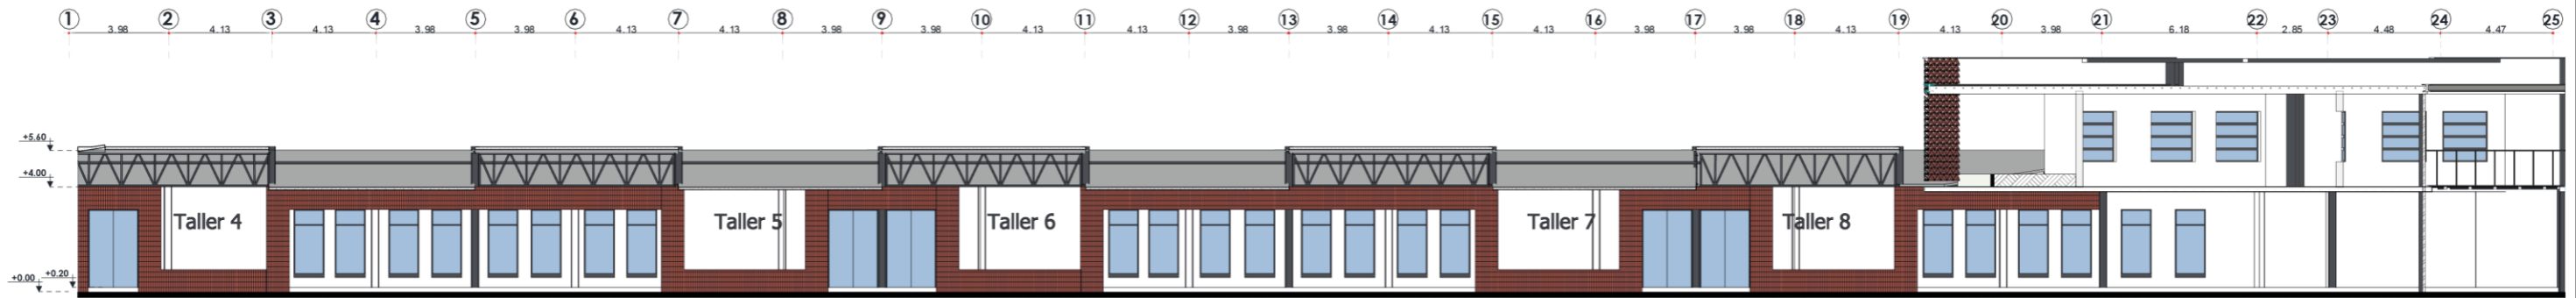 1 2 3 4 5 6 7 8 9 10 11 12 13 14 15 16 17 18 19 20 21 22 23 24 25
3.98 4.13 4.13 3.98 3.98 4.13 4.13 3.98 3.98 4.13 4.13 3.98 3.98 4.13 4.13 3.98 3.98 4.13 4.13 3.98 6.18 2.85 4.48 4.47
+5.60
+4.00
Taller 4 Taller 5 Taller 6 Taller 7 Taller 8
+0.00 +0.20